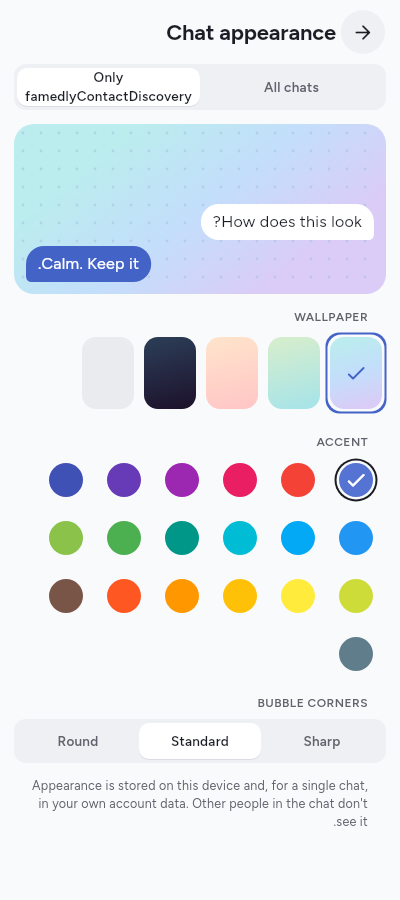 Chat appearance
All chats
Only
famedlyContactDiscovery
?How does this look
.Calm. Keep it
WALLPAPER
ACCENT
BUBBLE CORNERS
Sharp
Standard
Round
Appearance is stored on this device and, for a single chat,
in your own account data. Other people in the chat don't
.see it